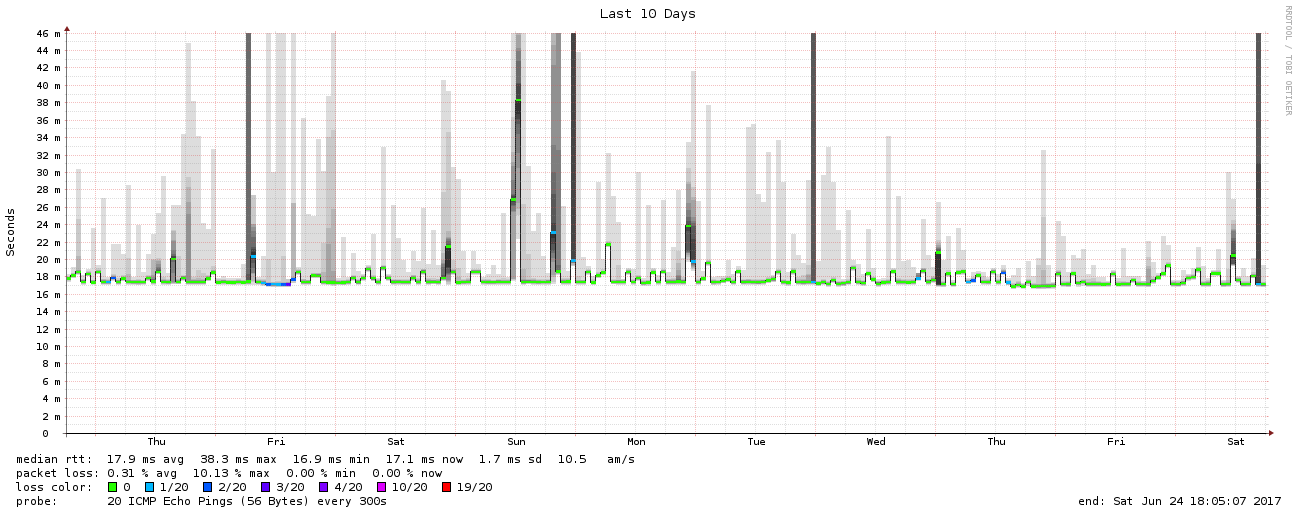 Last 10 Days
RRDTOOL / TOBI OETIKER
Seconds
46 m
44 m
42 m
40 m
38 m
36 m
34 m
32 m
30 m
28 m
26 m
24 m
22 m
20 m
18 m
16 m
14 m
12 m
10 m
8 m
6 m
4 m
2 m
0
Thu Fri Sat Sun Mon Tue Wed Thu Fri Sat
median rtt: 17.9 ms avg 38.3 ms max 16.9 ms min 17.1 ms now 1.7 ms sd 10.5 am/s
packet loss: 0.31 % avg 10.13 % max 0.00 % min 0.00 % now
loss color: 0 1/20 2/20 3/20 4/20 10/20 19/20
probe: 20 ICMP Echo Pings (56 Bytes) every 300s end: Sat Jun 24 18:05:07 2017